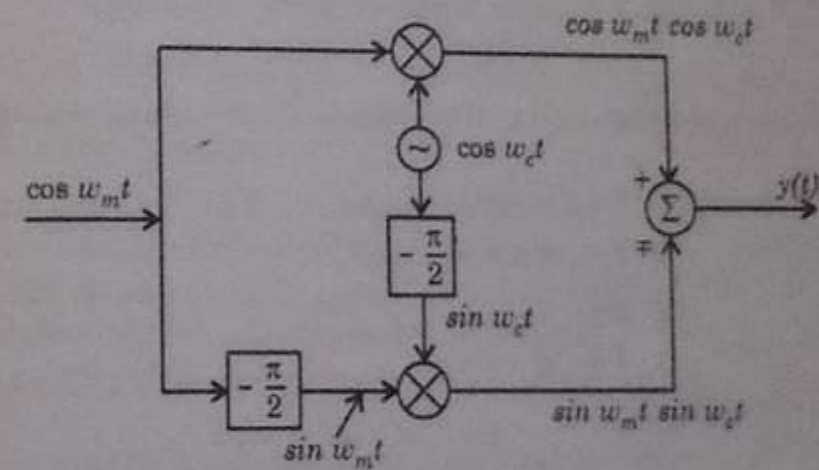 cos w_m t cos w_c t
~ cos w_c t
cos w_m t
+
Σ
y(t)
∓
- π/2
sin w_c t
- π/2
sin w_m t
sin w_m t sin w_c t